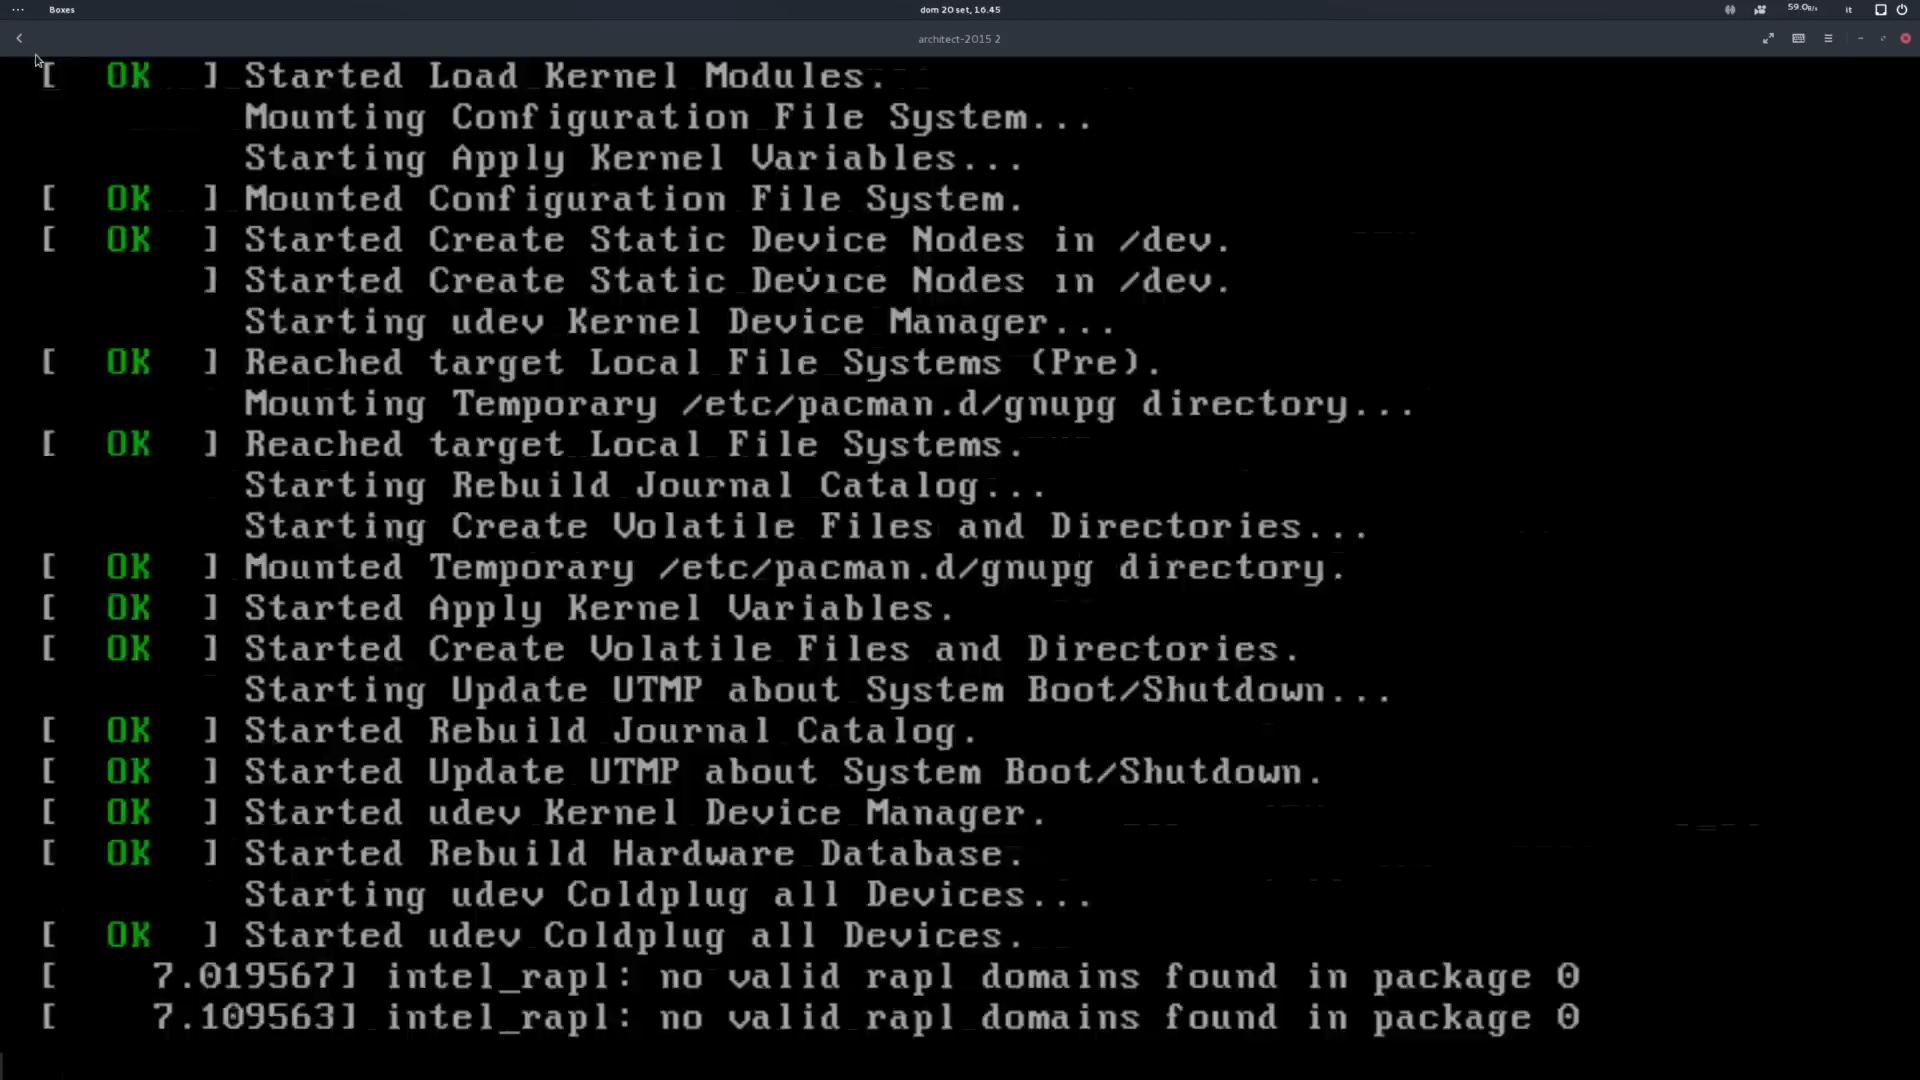 Boxes
dom 20 set, 16.45
it
architect-2015 2
[ OK ] Started Load Kernel Modules.
Mounting Configuration File System...
Starting Apply Kernel Variables...
[ OK ] Mounted Configuration File System.
[ OK ] Started Create Static Device Nodes in /dev.
] Started Create Static Device Nodes in /dev.
Starting udev Kernel Device Manager...
[ OK ] Reached target Local File Systems (Pre).
Mounting Temporary /etc/pacman.d/gnupg directory...
[ OK ] Reached target Local File Systems.
Starting Rebuild Journal Catalog...
Starting Create Volatile Files and Directories...
[ OK ] Mounted Temporary /etc/pacman.d/gnupg directory.
[ OK ] Started Apply Kernel Variables.
[ OK ] Started Create Volatile Files and Directories.
Starting Update UTMP about System Boot/Shutdown...
[ OK ] Started Rebuild Journal Catalog.
[ OK ] Started Update UTMP about System Boot/Shutdown.
[ OK ] Started udev Kernel Device Manager.
[ OK ] Started Rebuild Hardware Database.
Starting udev Coldplug all Devices...
[ OK ] Started udev Coldplug all Devices.
[ 7.019567] intel_rapl: no valid rapl domains found in package 0
[ 7.109563] intel_rapl: no valid rapl domains found in package 0